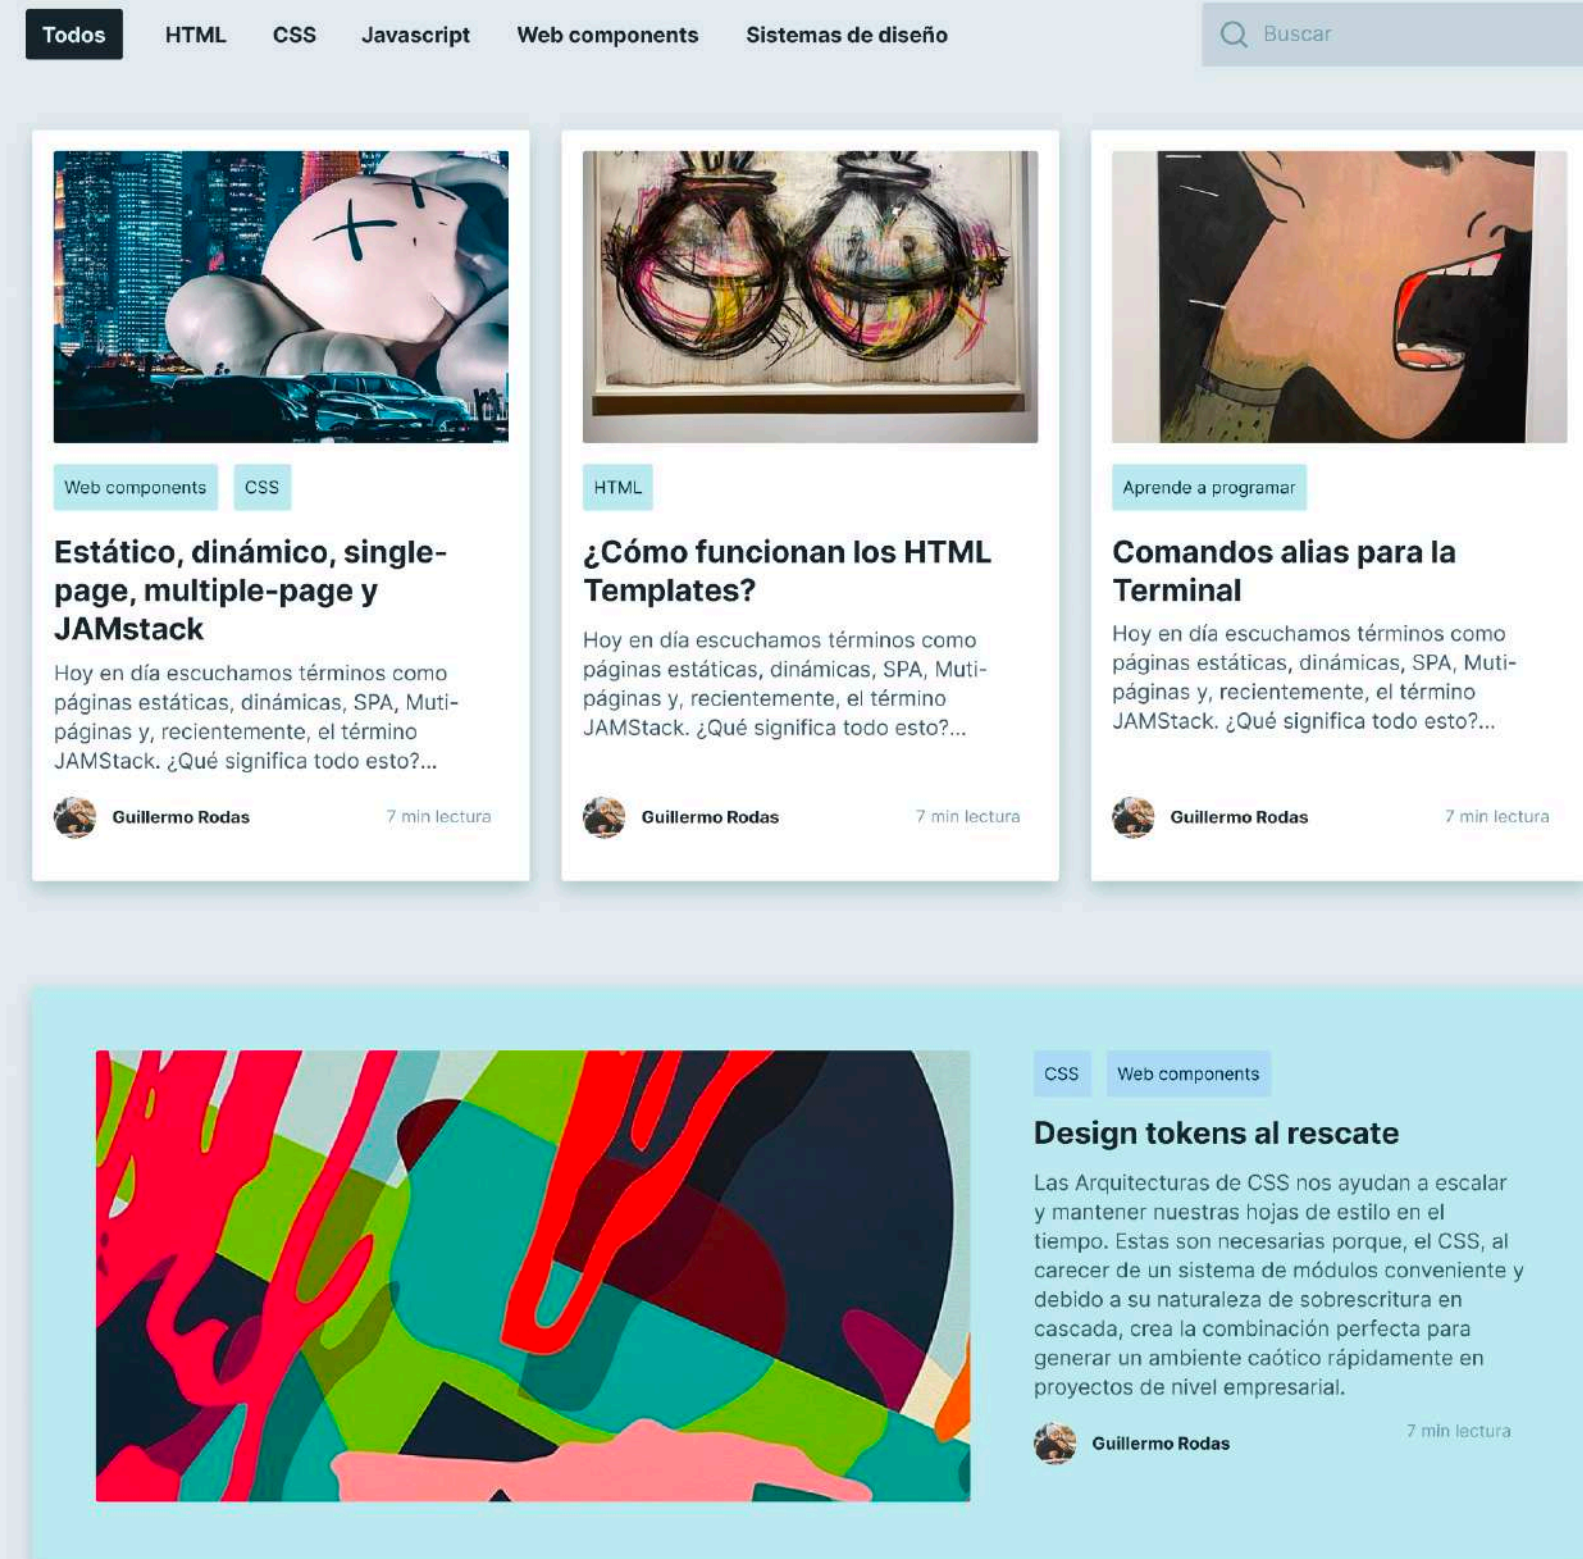 Todos HTML CSS Javascript Web components Sistemas de diseño Buscar
Web components CSS
Estático, dinámico, single-
page, multiple-page y
JAMstack
Hoy en día escuchamos términos como
páginas estáticas, dinámicas, SPA, Muti-
páginas y, recientemente, el término
JAMStack. ¿Qué significa todo esto?...
Guillermo Rodas 7 min lectura
HTML
¿Cómo funcionan los HTML
Templates?
Hoy en día escuchamos términos como
páginas estáticas, dinámicas, SPA, Muti-
páginas y, recientemente, el término
JAMStack. ¿Qué significa todo esto?...
Guillermo Rodas 7 min lectura
Aprende a programar
Comandos alias para la
Terminal
Hoy en día escuchamos términos como
páginas estáticas, dinámicas, SPA, Muti-
páginas y, recientemente, el término
JAMStack. ¿Qué significa todo esto?...
Guillermo Rodas 7 min lectura
CSS Web components
Design tokens al rescate
Las Arquitecturas de CSS nos ayudan a escalar
y mantener nuestras hojas de estilo en el
tiempo. Estas son necesarias porque, el CSS, al
carecer de un sistema de módulos conveniente y
debido a su naturaleza de sobrescritura en
cascada, crea la combinación perfecta para
generar un ambiente caótico rápidamente en
proyectos de nivel empresarial.
Guillermo Rodas 7 min lectura